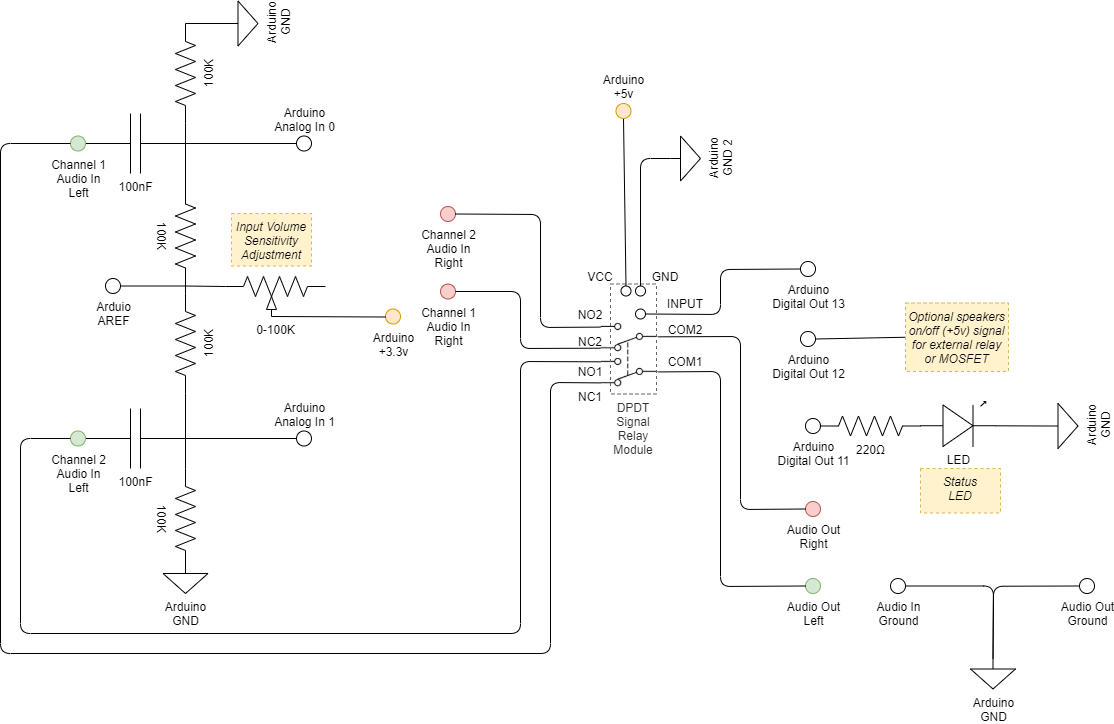 Arduino
GND
100K
Arduino
Analog In 0
Channel 1
Audio In
Left
100nF
100K
Input Volume
Sensitivity
Adjustment
Arduio
AREF
0-100K
Arduino
+3.3v
100K
Arduino
Analog In 1
Channel 2
Audio In
Left
100nF
100K
Arduino
GND
Arduino
+5v
Arduino
GND 2
Channel 2
Audio In
Right
Channel 1
Audio In
Right
VCC
GND
INPUT
NO2
COM2
NC2
COM1
NO1
NC1
DPDT
Signal
Relay
Module
Arduino
Digital Out 13
Arduino
Digital Out 12
Optional speakers
on/off (+5v) signal
for external relay
or MOSFET
Arduino
Digital Out 11
220Ω
LED
Arduino
GND
Status
LED
Audio Out
Right
Audio Out
Left
Audio In
Ground
Audio Out
Ground
Arduino
GND